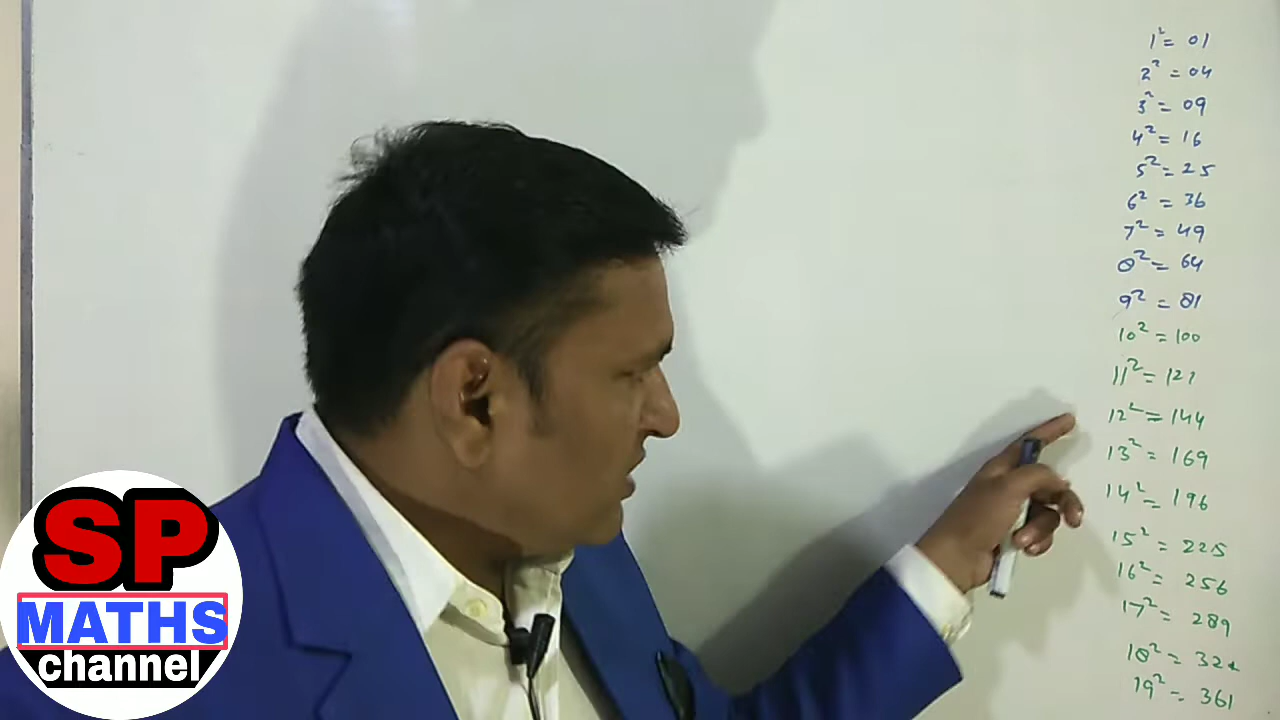 1² = 01
2² = 04
3² = 09
4² = 16
5² = 25
6² = 36
7² = 49
8² = 64
9² = 81
10² = 100
11² = 121
12² = 144
13² = 169
14² = 196
15² = 225
16² = 256
17² = 289
18² = 324
19² = 361
SP
MATHS
channel